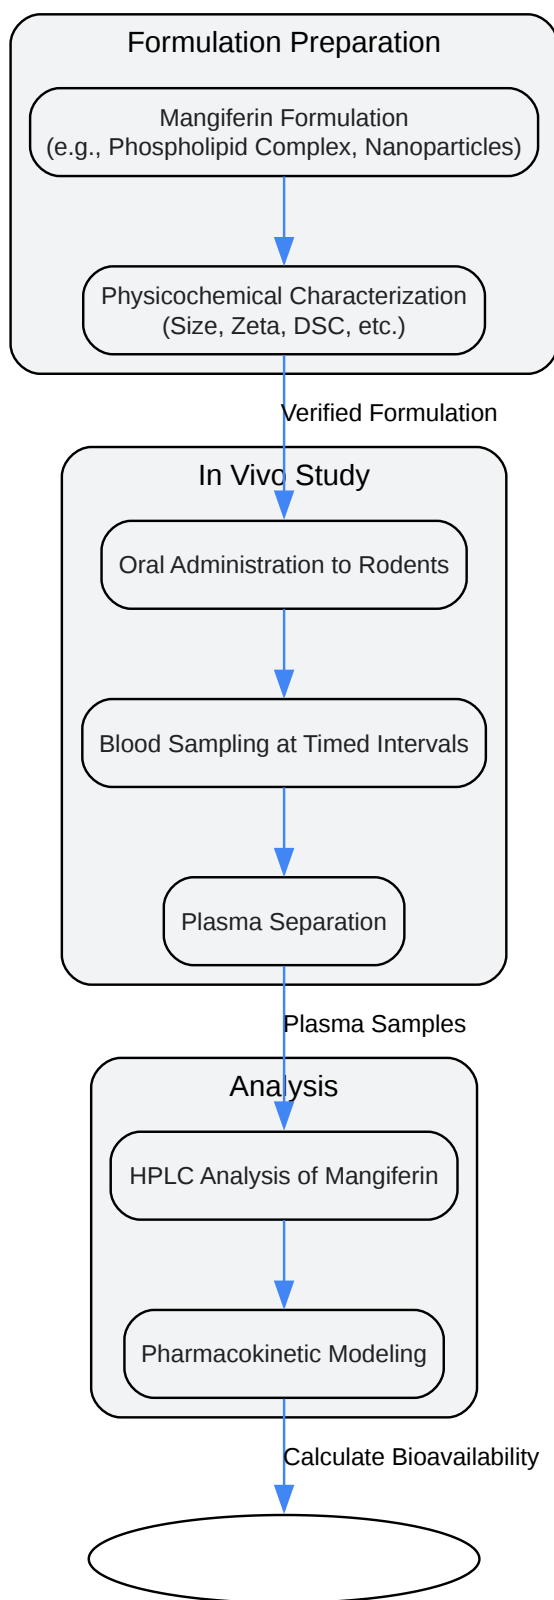 Formulation Preparation
Mangiferin Formulation
(e.g., Phospholipid Complex, Nanoparticles)
Physicochemical Characterization
(Size, Zeta, DSC, etc.)
Verified Formulation
In Vivo Study
Oral Administration to Rodents
Blood Sampling at Timed Intervals
Plasma Separation
Plasma Samples
Analysis
HPLC Analysis of Mangiferin
Pharmacokinetic Modeling
Calculate Bioavailability